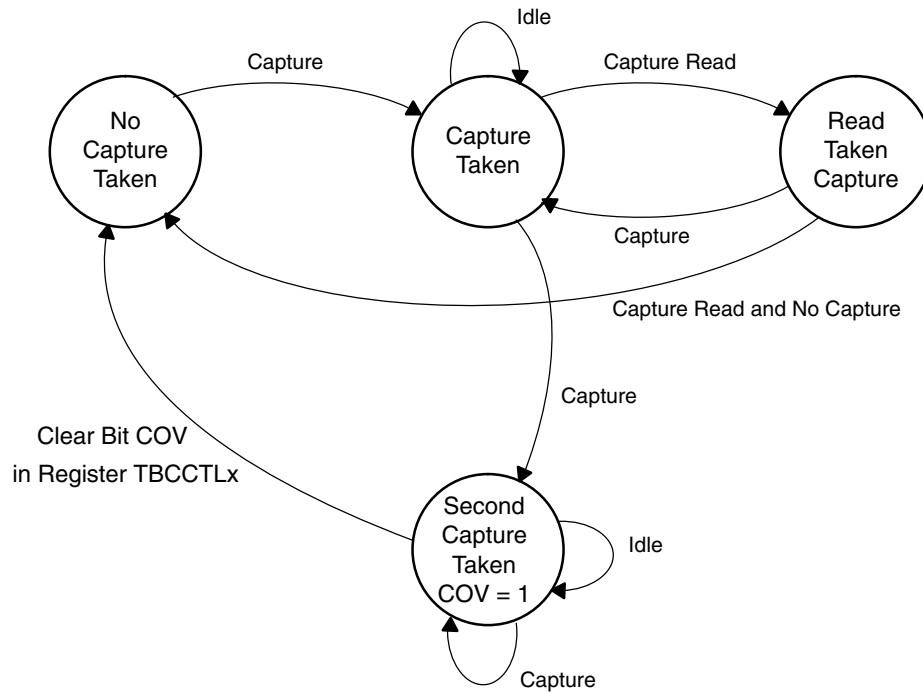 Idle
Capture
Capture Read
No
Capture
Taken
Capture
Taken
Read
Taken
Capture
Capture
Capture Read and No Capture
Capture
Clear Bit COV
in Register TBCCTLx
Second
Capture
Taken
COV = 1
Idle
Capture